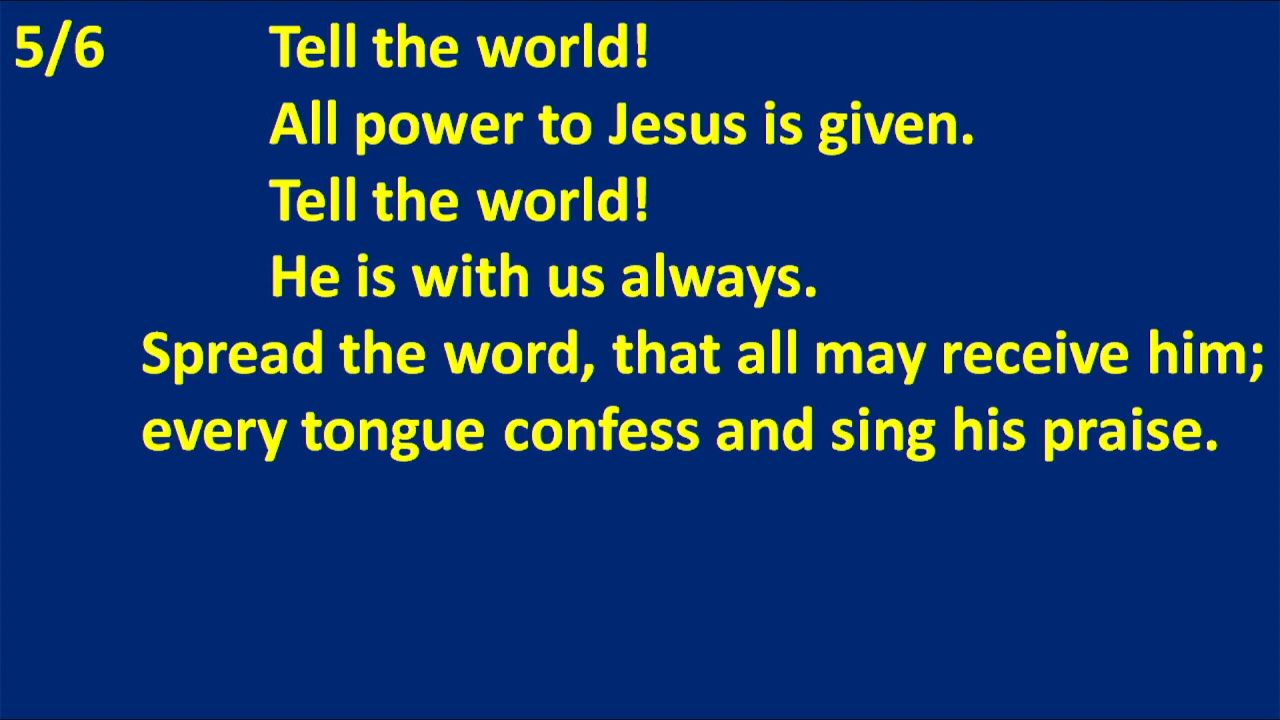 5/6 Tell the world!
All power to Jesus is given.
Tell the world!
He is with us always.
Spread the word, that all may receive him;
every tongue confess and sing his praise.